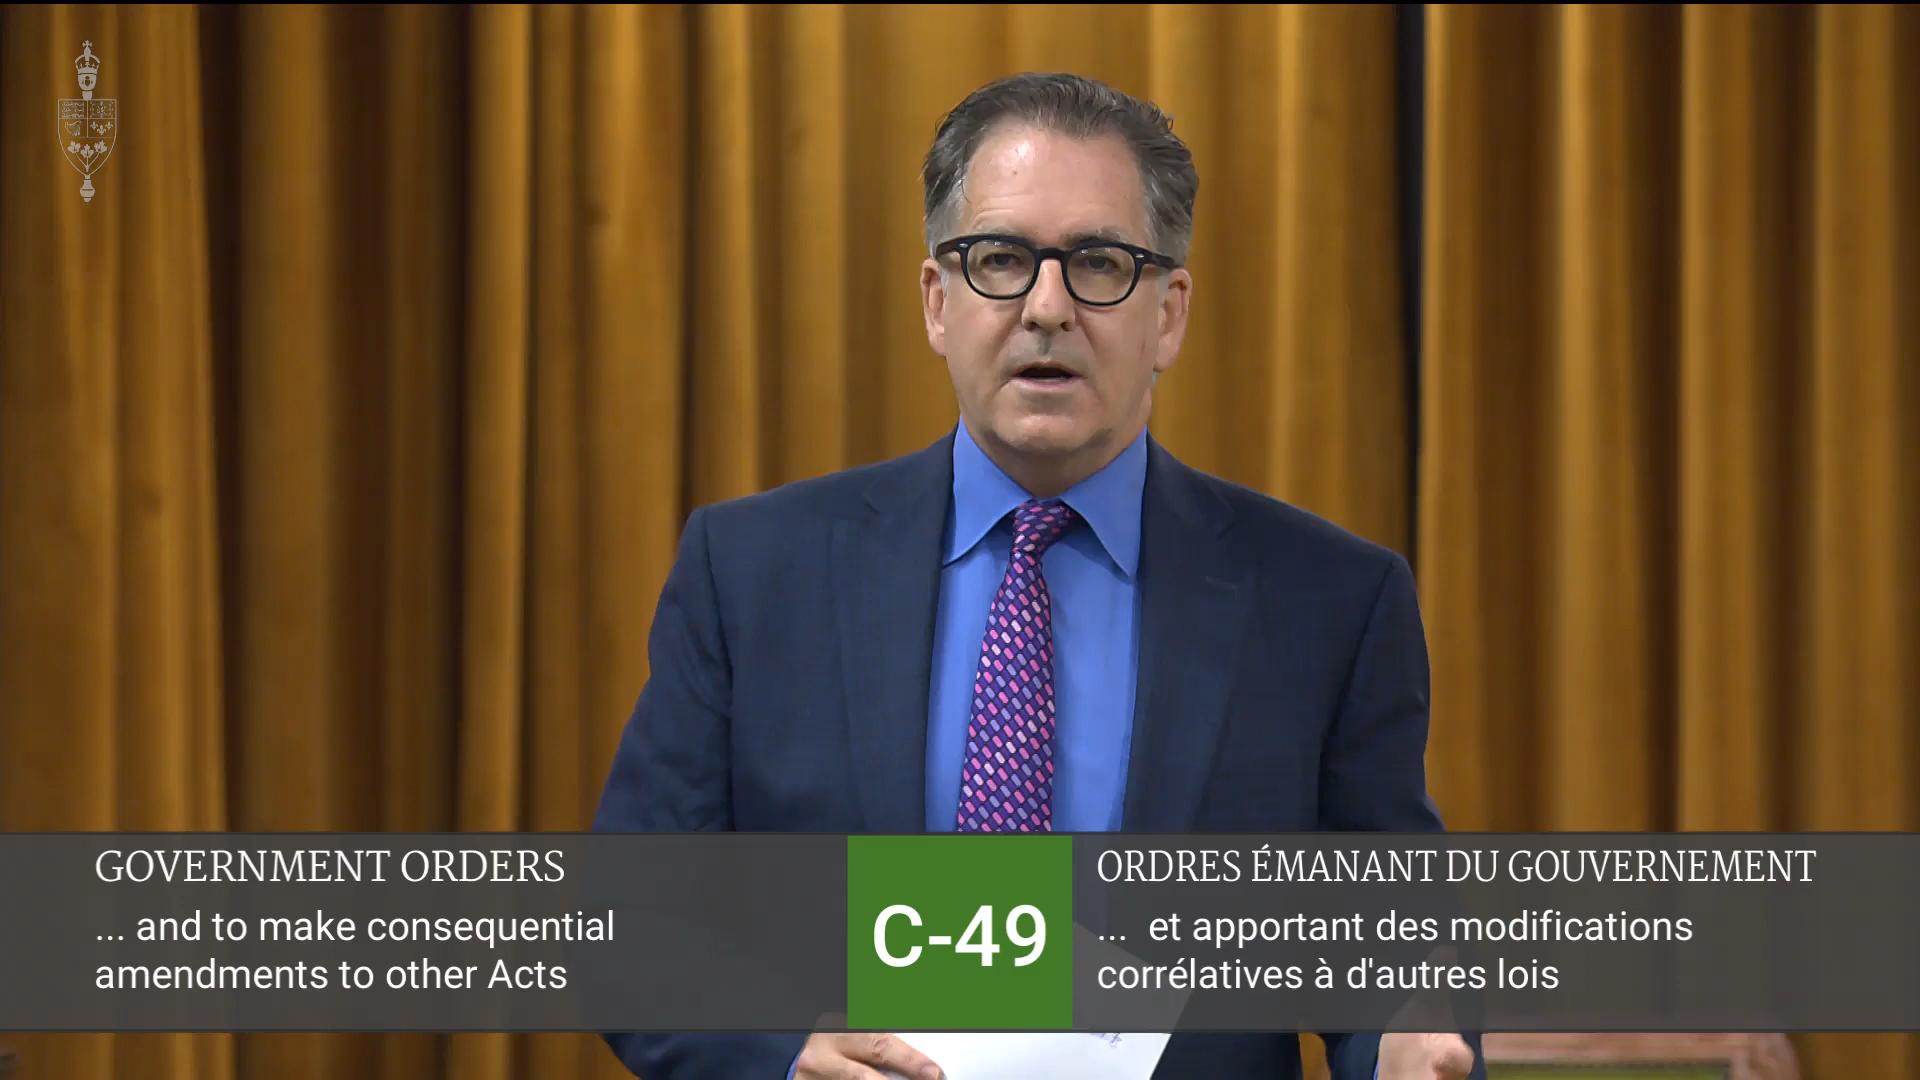 GOVERNMENT ORDERS
... and to make consequential
amendments to other Acts
C-49
ORDRES ÉMANANT DU GOUVERNEMENT
... et apportant des modifications
corrélatives à d'autres lois